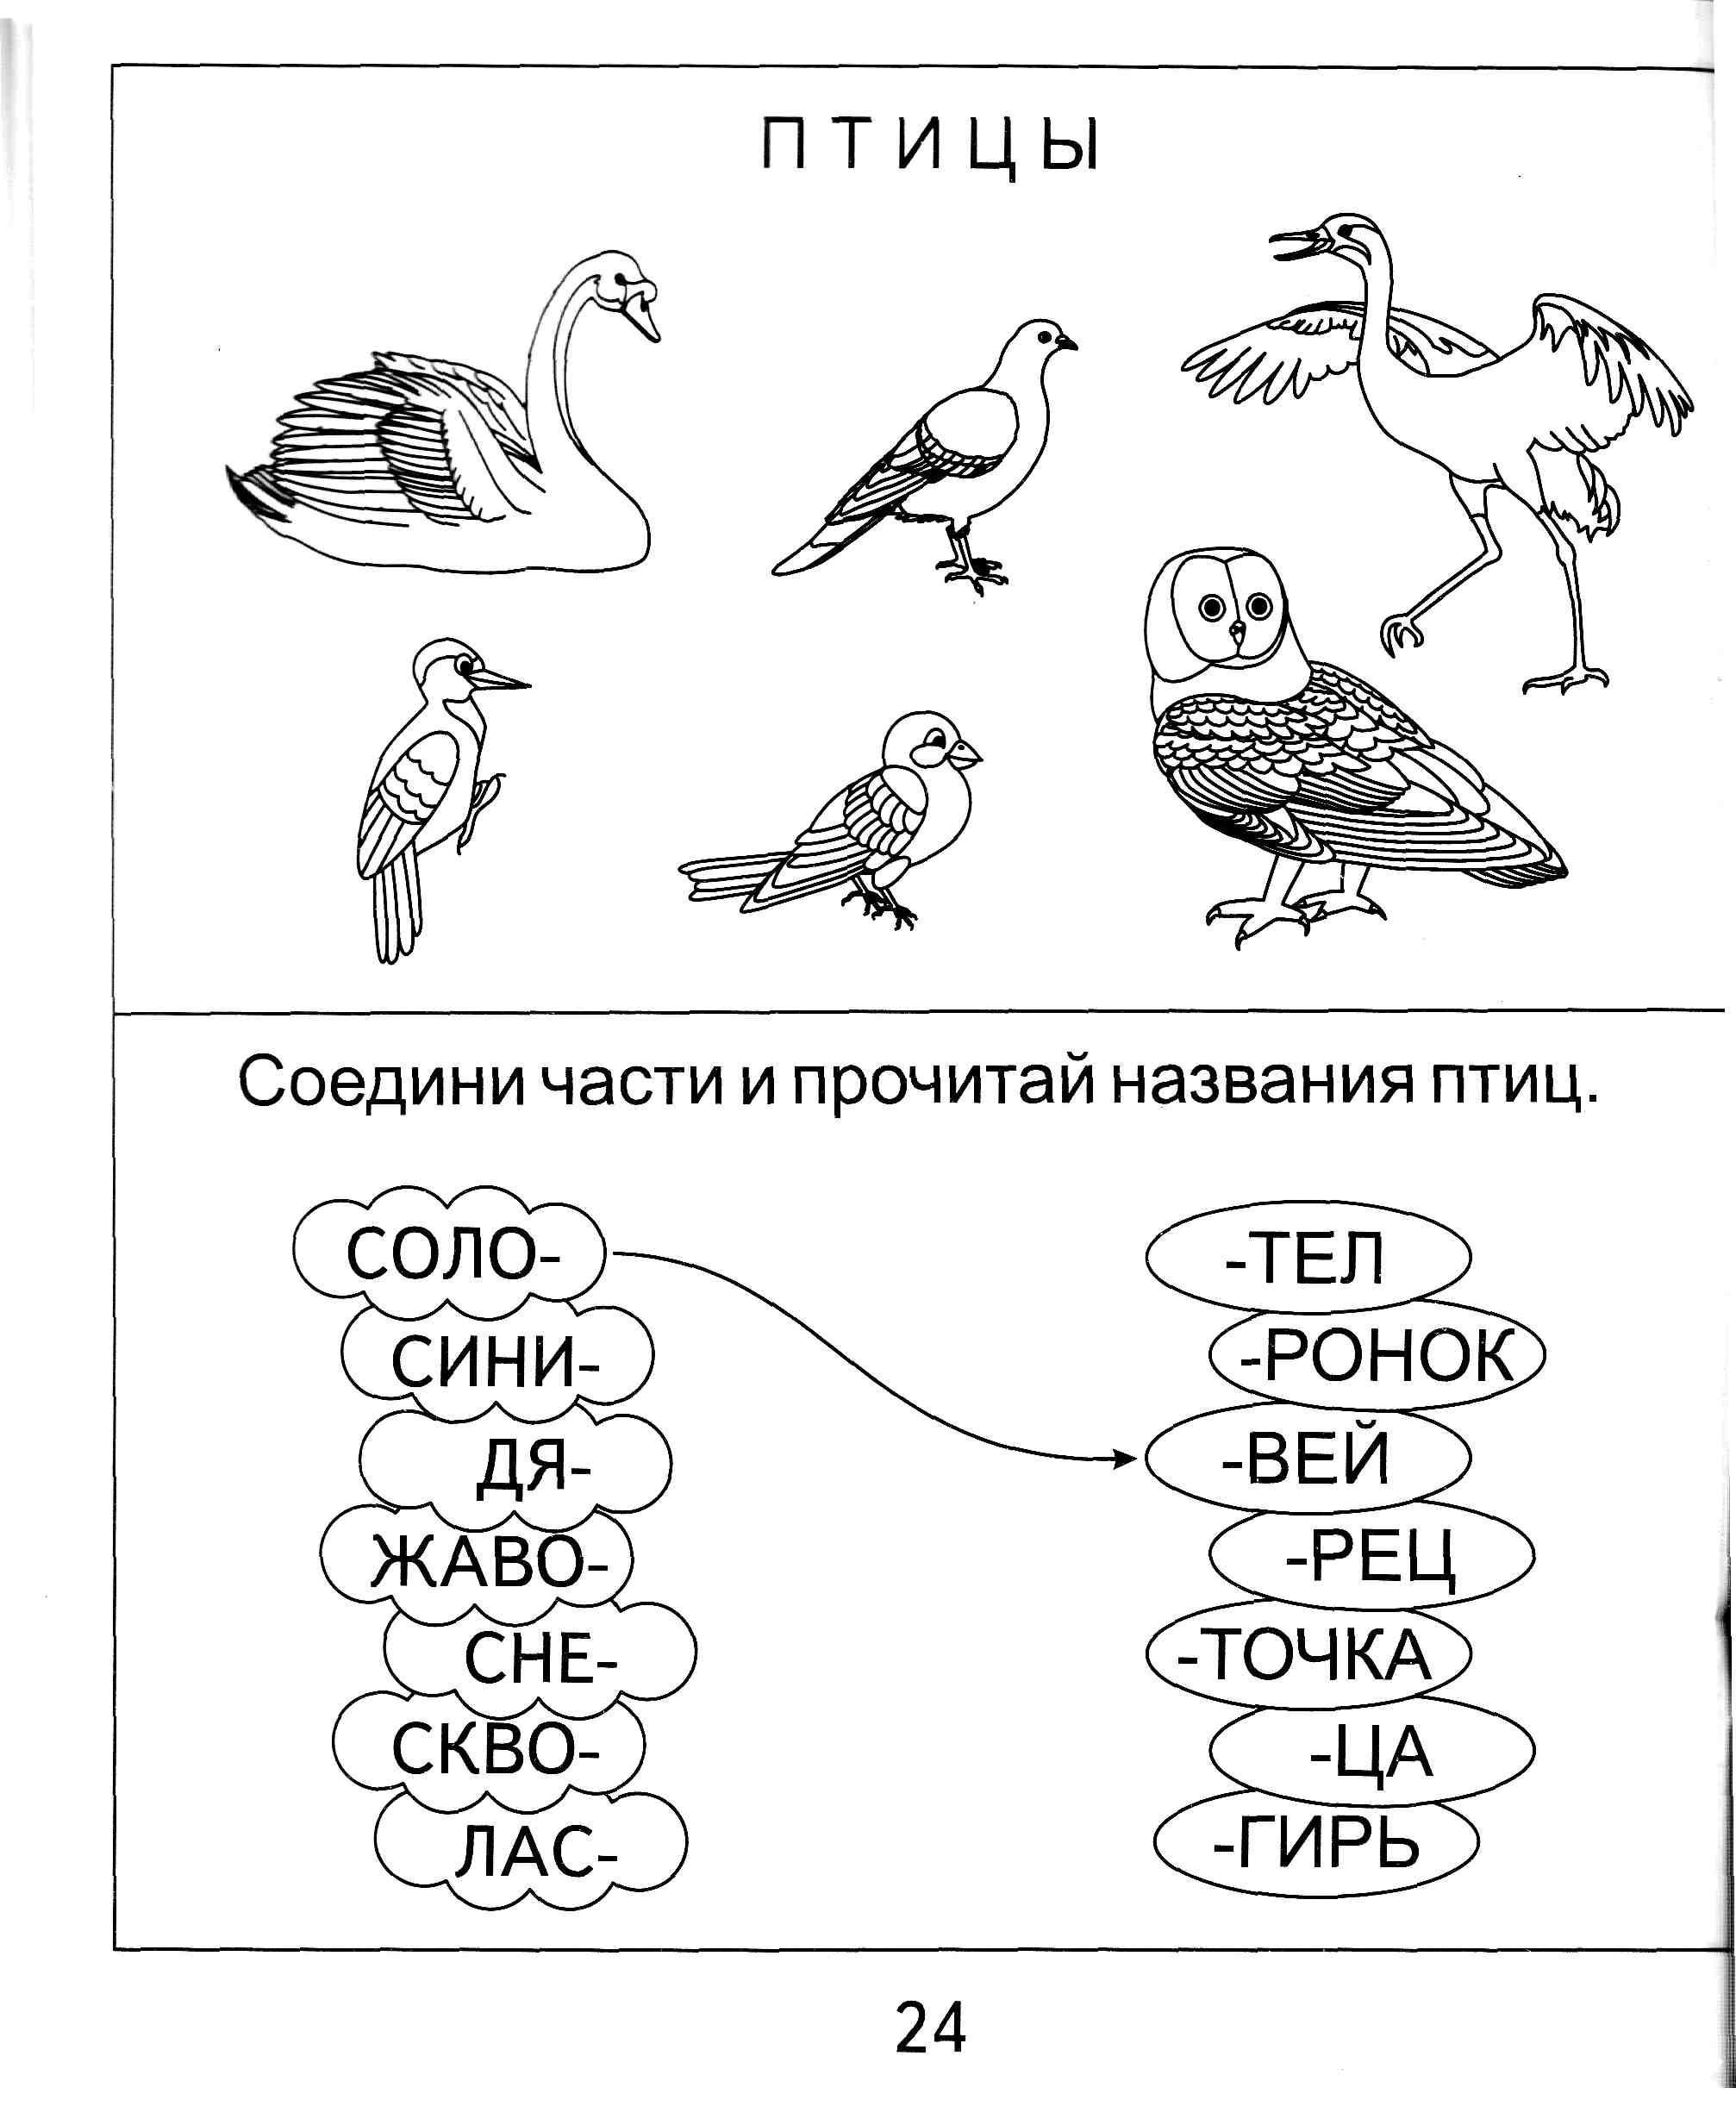 ПТИЦЫ
Соедини части и прочитай названия птиц.
СОЛО-
СИНИ-
ДЯ-
ЖАВО-
СНЕ-
СКВО-
ЛАС-
-ТЕЛ
-РОНОК
-ВЕЙ
-РЕЦ
-ТОЧКА
-ЦА
-ГИРЬ
24